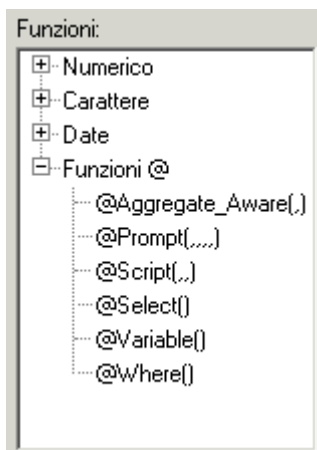 Funzioni:
Numerico
Carattere
Date
Funzioni @
@Aggregate_Aware(,)
@Prompt(,,,,)
@Script(,,)
@Select()
@Variable()
@Where()